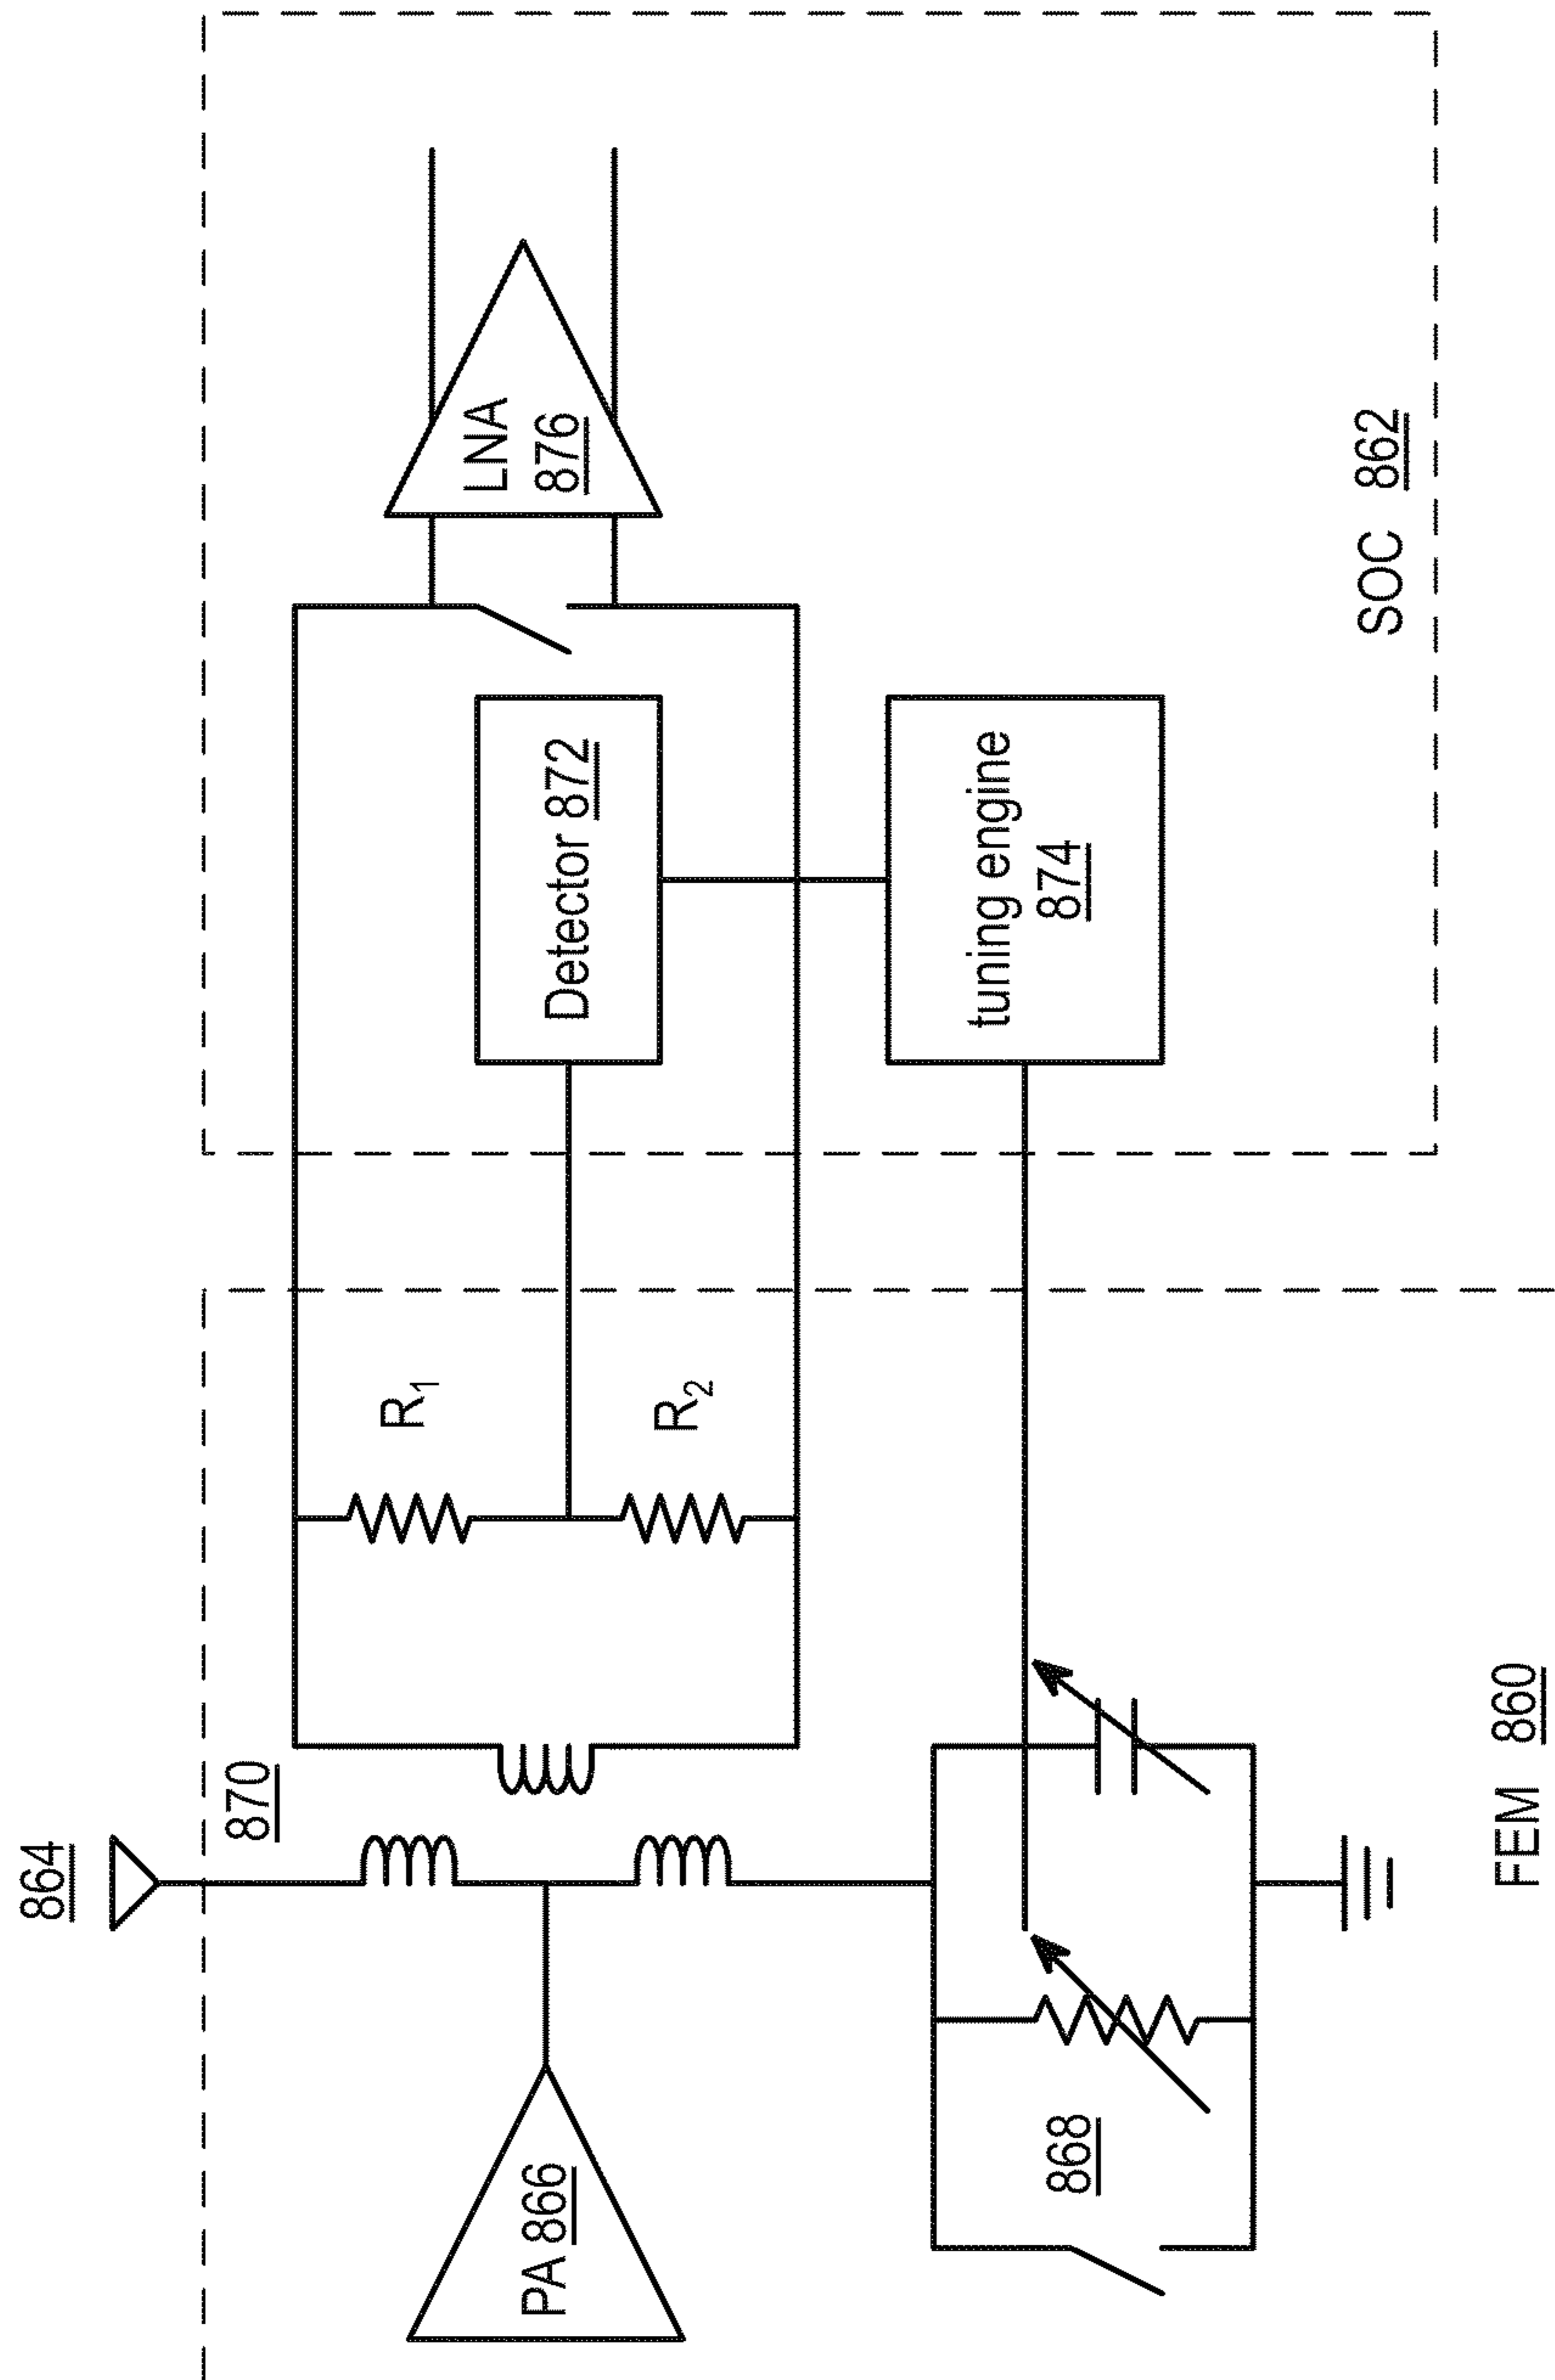 864
870
PA 866
868
R1
R2
Detector 872
tuning engine
874
LNA
876
FEM 860
SOC 862